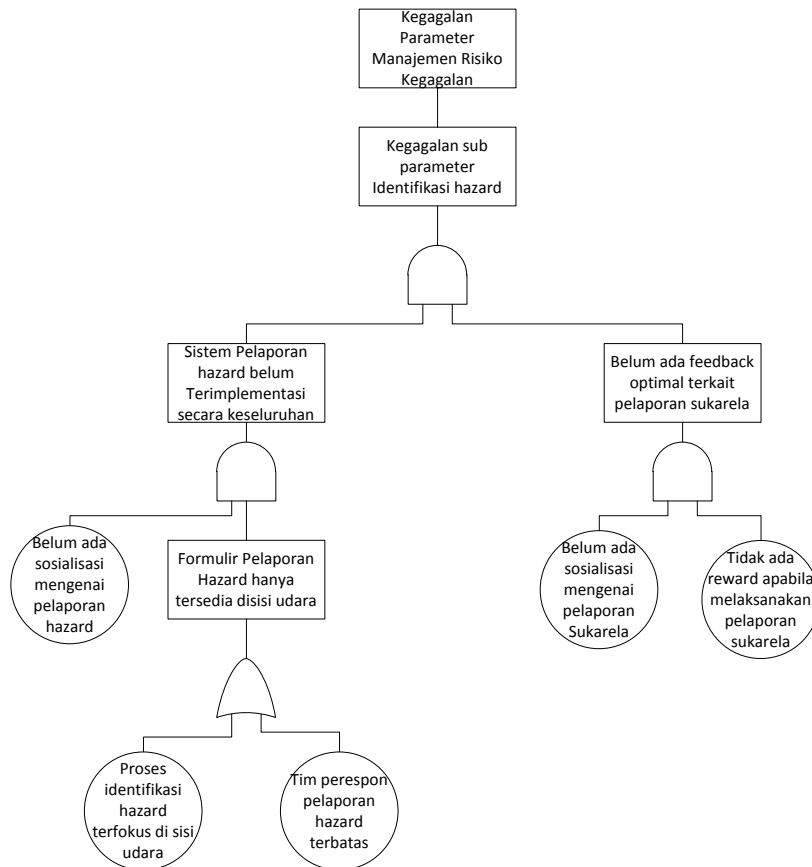 Kegagalan
Parameter
Manajemen Risiko
Kegagalan
Kegagalan sub
parameter
Identifikasi hazard
Sistem Pelaporan
hazard belum
Terimplementasi
secara keseluruhan
Belum ada feedback
optimal terkait
pelaporan sukarela
Belum ada
sosialisasi
mengenai
pelaporan
hazard
Formulir Pelaporan
Hazard hanya
tersedia disisi udara
Belum ada
sosialisasi
mengenai
pelaporan
Sukarela
Tidak ada
reward apabila
melaksanakan
pelaporan
sukarela
Proses
identifikasi
hazard
terfokus di sisi
udara
Tim perespon
pelaporan
hazard
terbatas